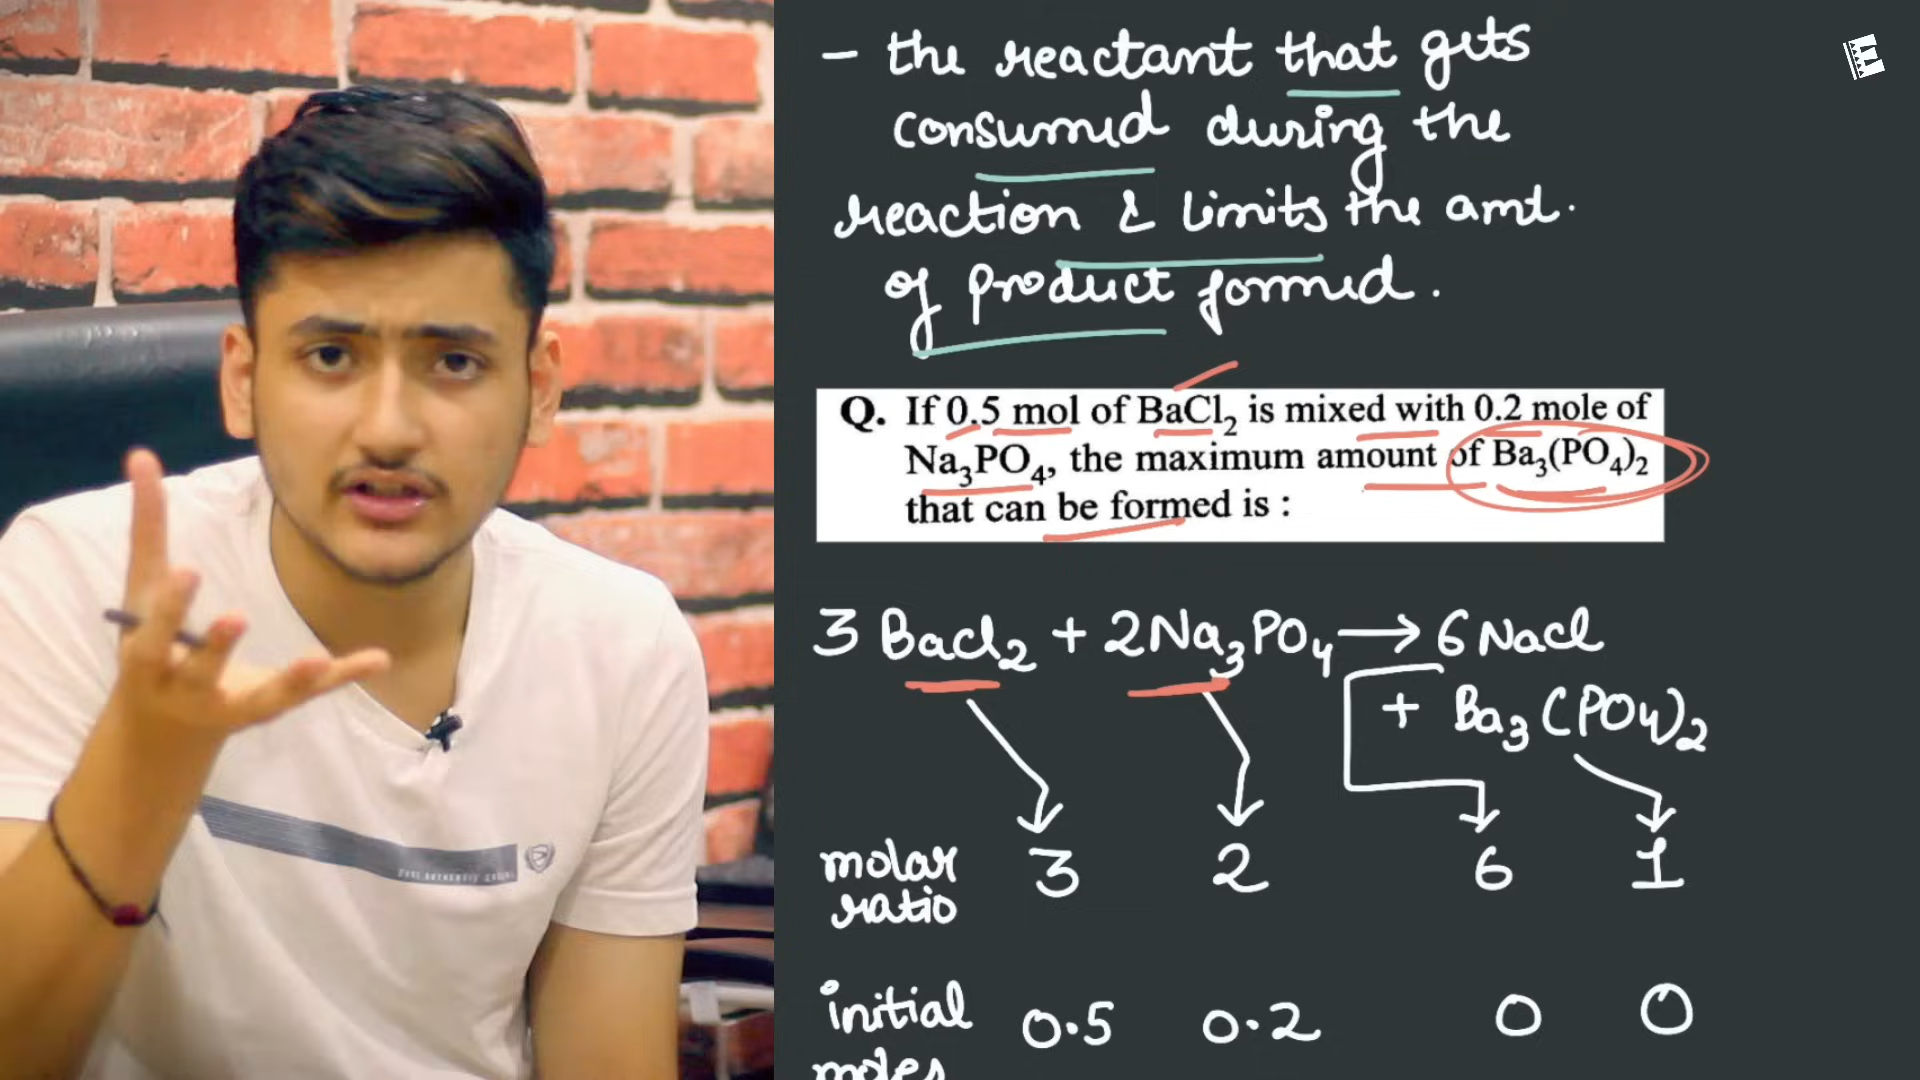 - the reactant that gets
consumed during the
reaction & limits the amt.
of product formed.
Q. If 0.5 mol of BaCl₂ is mixed with 0.2 mole of
Na₃PO₄, the maximum amount of Ba₃(PO₄)₂
that can be formed is :
3 BaCl₂ + 2Na₃PO₄ → 6 NaCl
+ Ba₃(PO₄)₂
molar
ratio
3 2 6 1
initial
moles
0.5 0.2 0 0